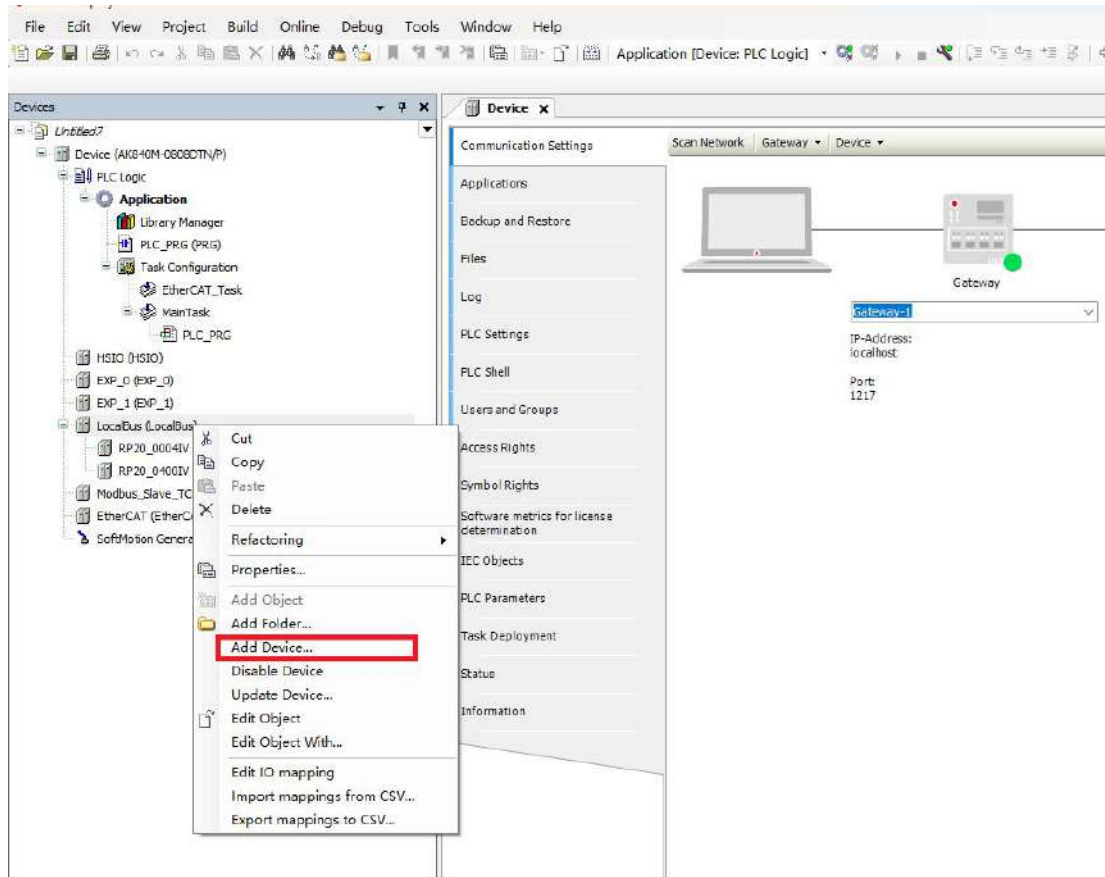 File Edit View Project Build Online Debug Tools Window Help
Application [Device: PLC Logic]
Devices
Untitled7
Device (AK840M-0808DTN/P)
PLC Logic
Application
Library Manager
PLC_PRG (PRG)
Task Configuration
EtherCAT_Task
MainTask
PLC_PRG
HSIO (HSIO)
EXP_0 (EXP_0)
EXP_1 (EXP_1)
LocalBus (LocalBus)
RP20_0004IV
RP20_0400IV
Modbus_Slave_TC
EtherCAT (EtherC
SoftMotion Genera
Cut
Copy
Paste
Delete
Refactoring
Properties...
Add Object
Add Folder...
Add Device...
Disable Device
Update Device...
Edit Object
Edit Object With...
Edit IO mapping
Import mappings from CSV...
Export mappings to CSV...
Device
Communication Settings
Applications
Backup and Restore
Files
Log
PLC Settings
PLC Shell
Users and Groups
Access Rights
Symbol Rights
Software metrics for license
determination
IEC Objects
PLC Parameters
Task Deployment
Status
Information
Scan Network Gateway Device
Gateway
Gateway-1
IP-Address:
localhost
Port:
1217